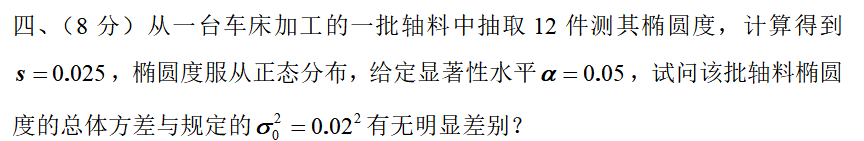 四、（8 分）从一台车床加工的一批轴料中抽取 12 件测其椭圆度，计算得到
s = 0.025，椭圆度服从正态分布，给定显著性水平 α = 0.05，试问该批轴料椭圆
度的总体方差与规定的 σ₀² = 0.02² 有无明显差别？